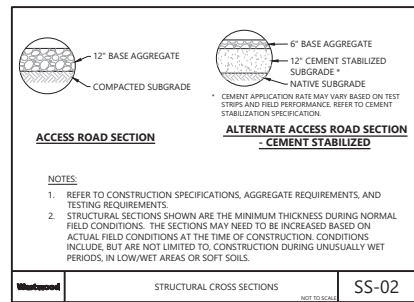 12" BASE AGGREGATE
COMPACTED SUBGRADE
ACCESS ROAD SECTION
6" BASE AGGREGATE
12" CEMENT STABILIZED
SUBGRADE *
NATIVE SUBGRADE
* CEMENT APPLICATION RATE MAY VARY BASED ON TEST
STRIPS AND FIELD PERFORMANCE. REFER TO CEMENT
STABILIZATION SPECIFICATION.
ALTERNATE ACCESS ROAD SECTION
- CEMENT STABILIZED
NOTES:
1. REFER TO CONSTRUCTION SPECIFICATIONS, AGGREGATE REQUIREMENTS, AND
TESTING REQUIREMENTS.
2. STRUCTURAL SECTIONS SHOWN ARE THE MINIMUM THICKNESS DURING NORMAL
FIELD CONDITIONS. THE SECTIONS MAY NEED TO BE INCREASED BASED ON
ACTUAL FIELD CONDITIONS AT THE TIME OF CONSTRUCTION. CONDITIONS
INCLUDE, BUT ARE NOT LIMITED TO, CONSTRUCTION DURING UNUSUALLY WET
PERIODS, IN LOW/WET AREAS OR SOFT SOILS.
Westwood
STRUCTURAL CROSS SECTIONS
NOT TO SCALE
SS-02